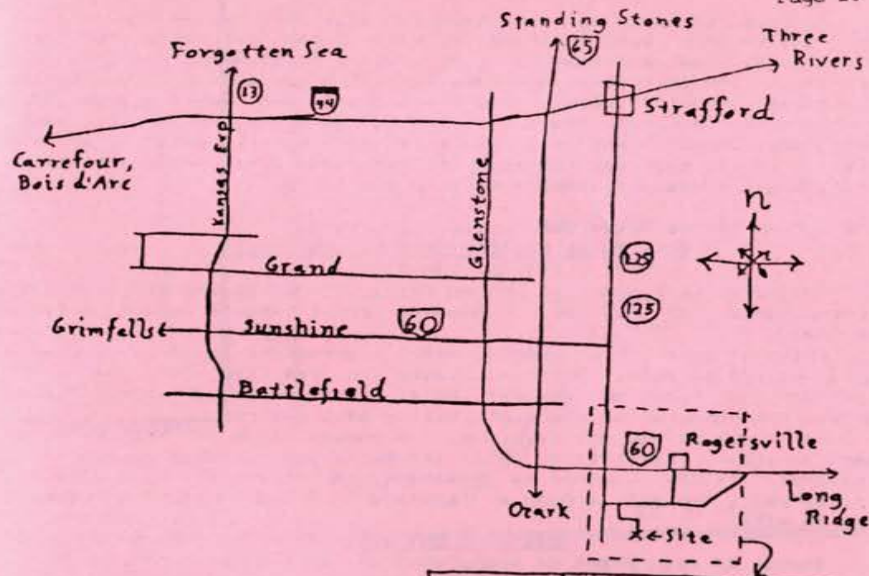 Page
Standing Stones
65
Three
Rivers
Forgotten Sea
13
44
Strafford
Carrefour,
Bois d'Arc
Kansas Exp
Glenstone
n
Grand
125
125
Grimfalls
Sunshine
60
Battlefield
60
Rogersville
Ozark
Long
Ridge
Site